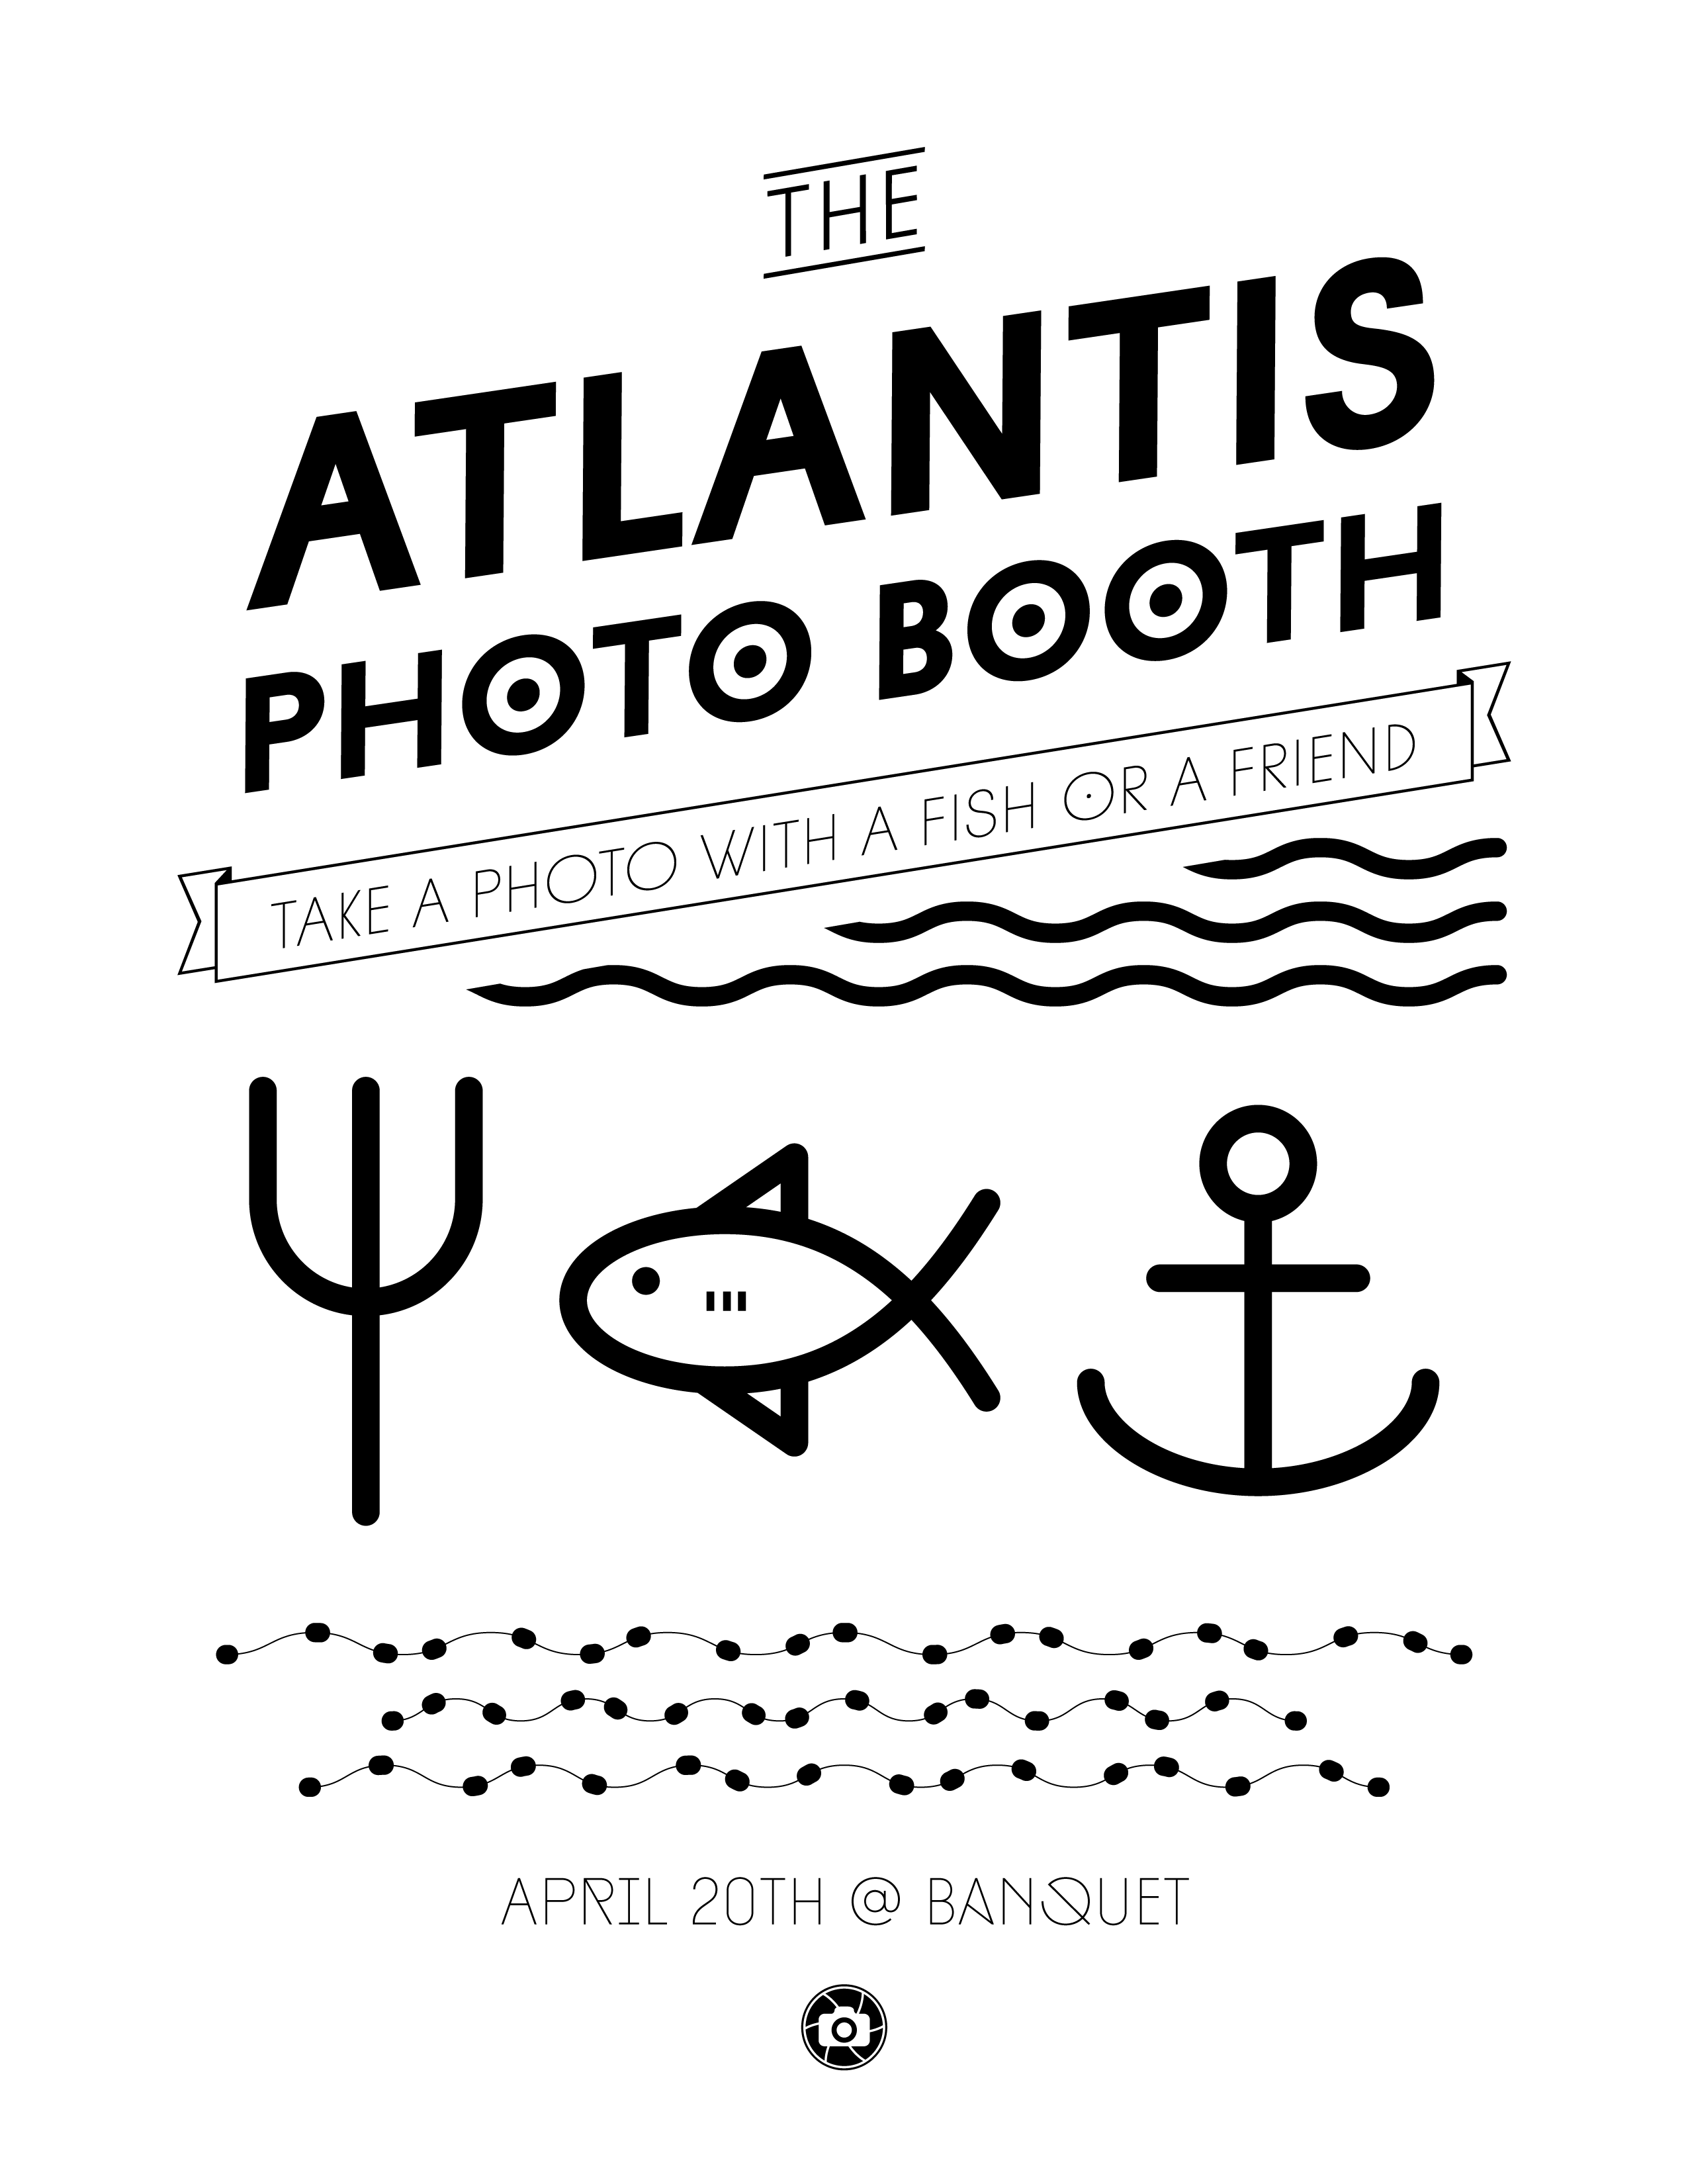 THE
ATLANTIS
PHOTO BOOTH
TAKE A PHOTO WITH A FISH OR A FRIEND
APRIL 20TH @ BANQUET